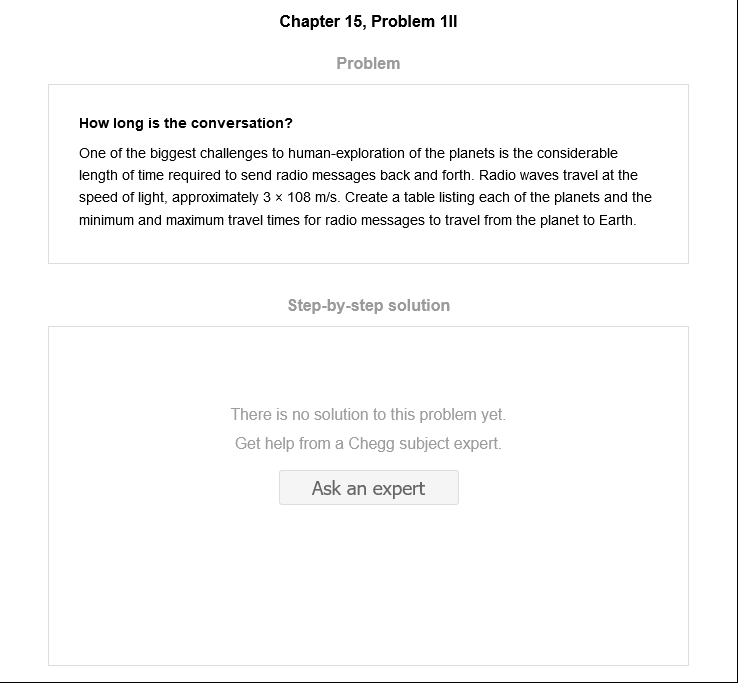 Chapter 15, Problem 1II
Problem
How long is the conversation?
One of the biggest challenges to human-exploration of the planets is the considerable
length of time required to send radio messages back and forth. Radio waves travel at the
speed of light, approximately 3 × 108 m/s. Create a table listing each of the planets and the
minimum and maximum travel times for radio messages to travel from the planet to Earth.
Step-by-step solution
There is no solution to this problem yet.
Get help from a Chegg subject expert.
Ask an expert